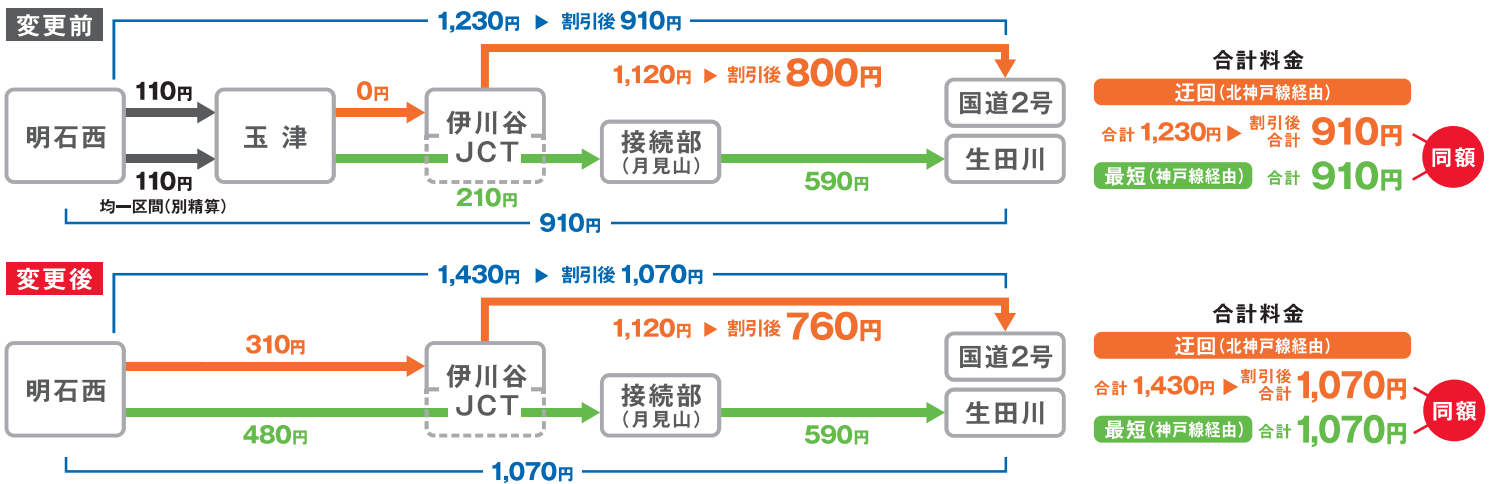 変更前
1,230円 ▶ 割引後 910円
110円
0円
1,120円 ▶ 割引後 800円
明石西
玉 津
伊川谷
JCT
接続部
(月見山)
国道2号
生田川
110円
均一区間(別精算)
210円
590円
910円
合計料金
迂回(北神戸線経由)
合計 1,230円 ▶ 割引後合計 910円
最短(神戸線経由) 合計 910円
同額
変更後
1,430円 ▶ 割引後 1,070円
310円
1,120円 ▶ 割引後 760円
明石西
伊川谷
JCT
接続部
(月見山)
国道2号
生田川
480円
590円
1,070円
合計料金
迂回(北神戸線経由)
合計 1,430円 ▶ 割引後合計 1,070円
最短(神戸線経由) 合計 1,070円
同額